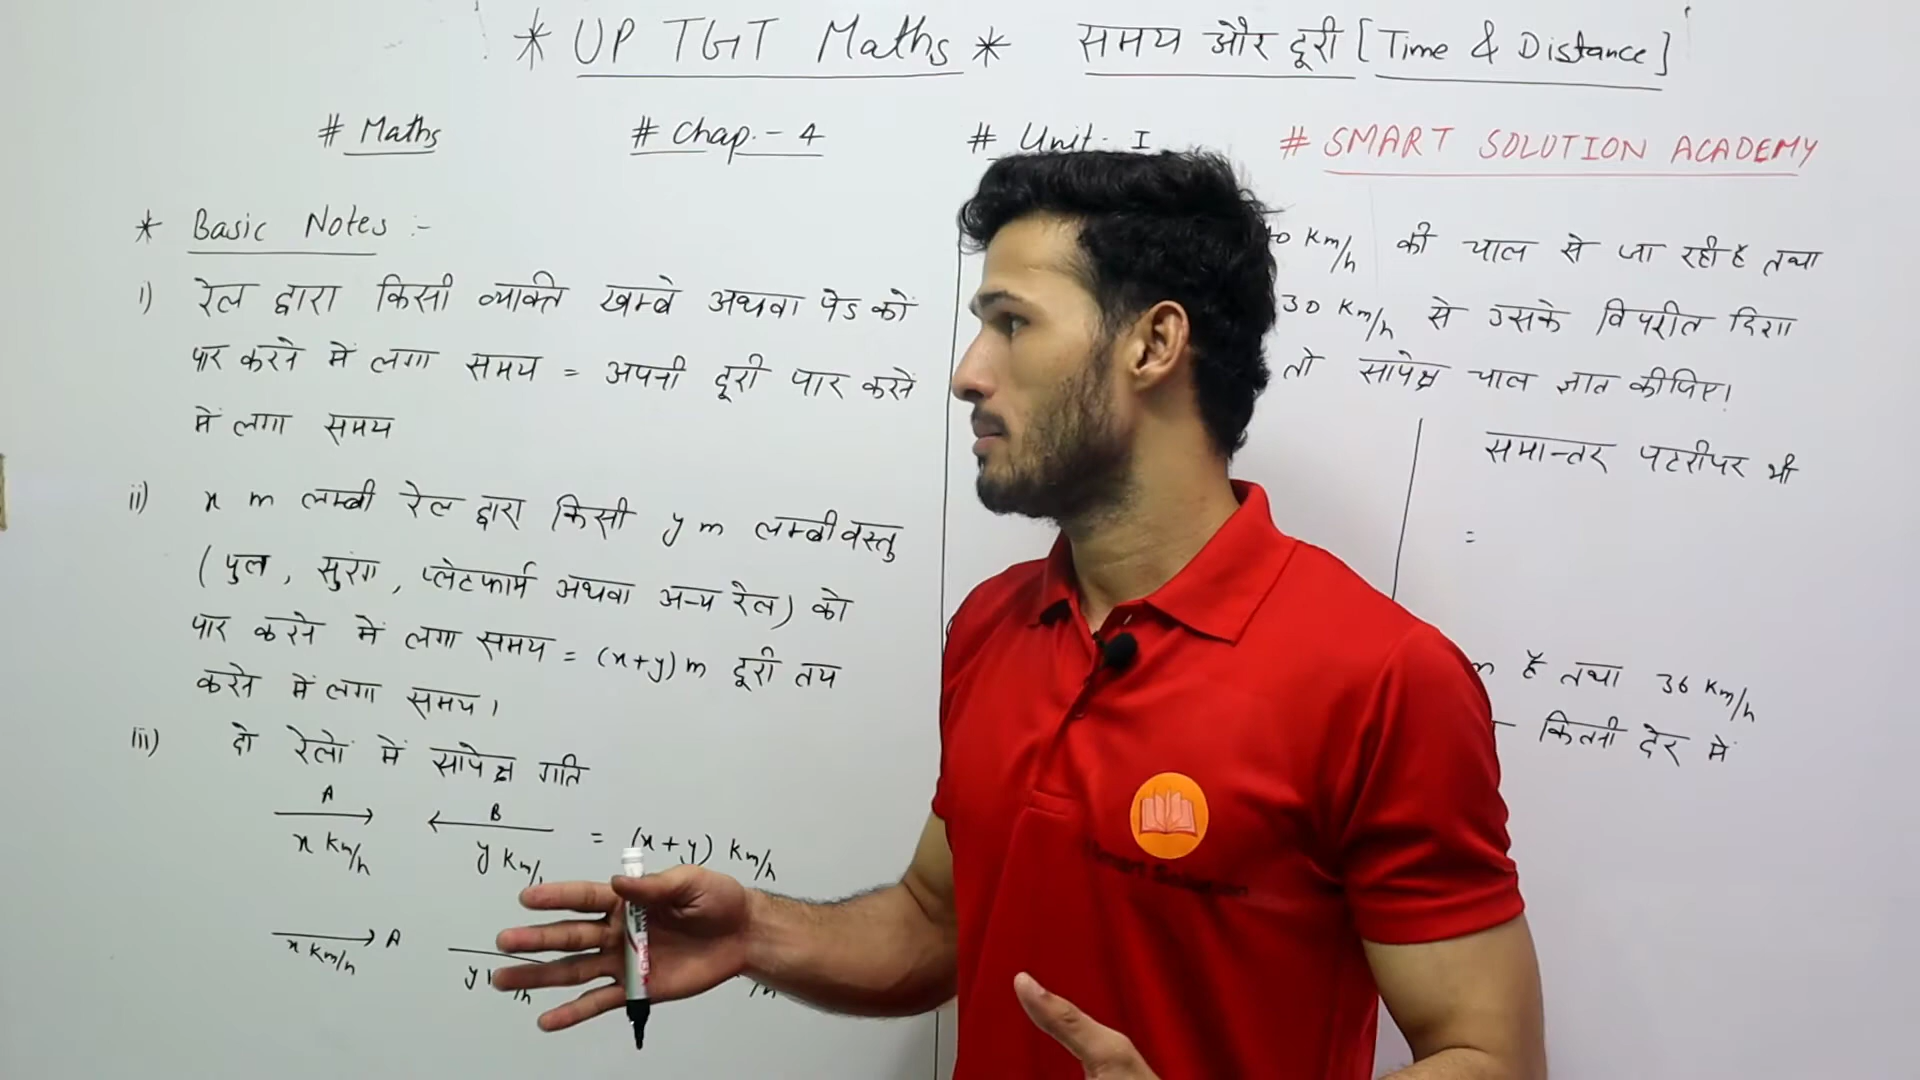 * UP TGT Maths * समय और दूरी [Time & Distance]
# Maths # Chap.- 4 # Unit- I # SMART SOLUTION ACADEMY
* Basic Notes :-
i) रेल द्वारा किसी व्यक्ति खम्बे अथवा पेड को
पार करने में लगा समय = अपनी दूरी पार करने
में लगा समय
ii) x m लम्बी रेल द्वारा किसी y m लम्बी वस्तु
(पुल, सुरंग, प्लेटफार्म अथवा अन्य रेल) को
पार करने में लगा समय = (x+y) m दूरी तय
करने में लगा समय।
iii) दो रेलों में सापेक्ष गति
A B
x Km/h y Km/ = (x+y) Km/h
A
x Km/h y /h /h
Km/h की चाल से जा रही है तथा
30 Km/h से उसके विपरीत दिशा
तो सापेक्ष चाल ज्ञात कीजिए।
समान्तर पटरी पर भी
=
m है तथा 36 Km/h
कितनी देर में
Smart Solution